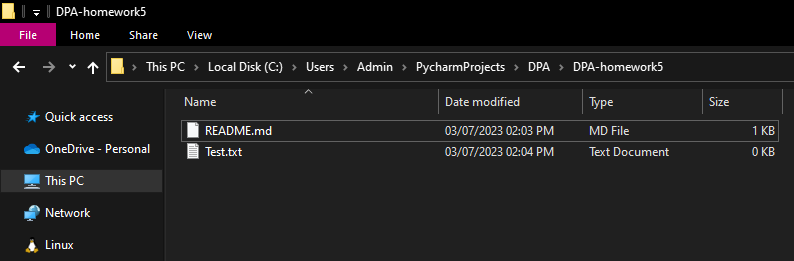 DPA-homework5
File Home Share View
This PC > Local Disk (C:) > Users > Admin > PycharmProjects > DPA > DPA-homework5
Quick access
OneDrive - Personal
This PC
Network
Linux
Name Date modified Type Size
README.md 03/07/2023 02:03 PM MD File 1 KB
Test.txt 03/07/2023 02:04 PM Text Document 0 KB